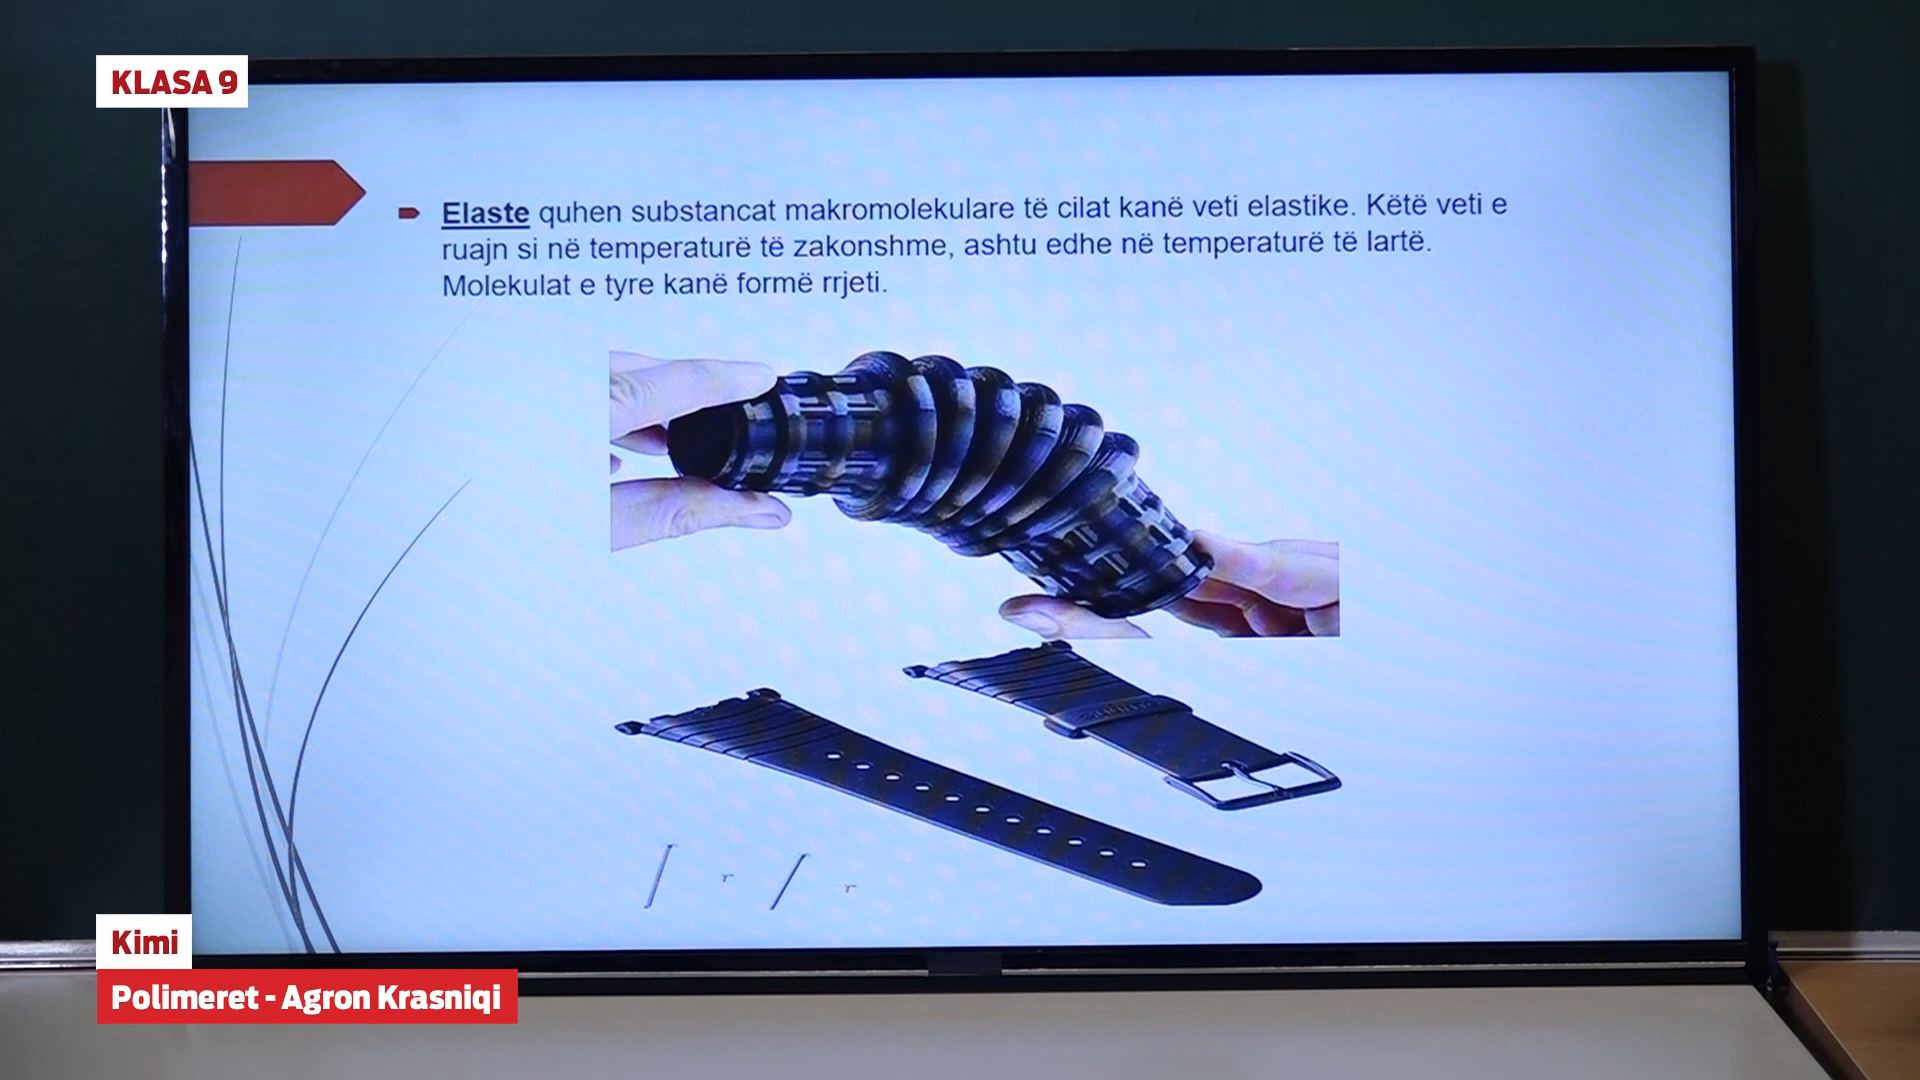 KLASA 9
Elaste quhen substancat makromolekulare të cilat kanë veti elastike. Këtë veti e
ruajn si në temperaturë të zakonshme, ashtu edhe në temperaturë të lartë.
Molekulat e tyre kanë formë rrjeti.
Kimi
Polimeret - Agron Krasniqi